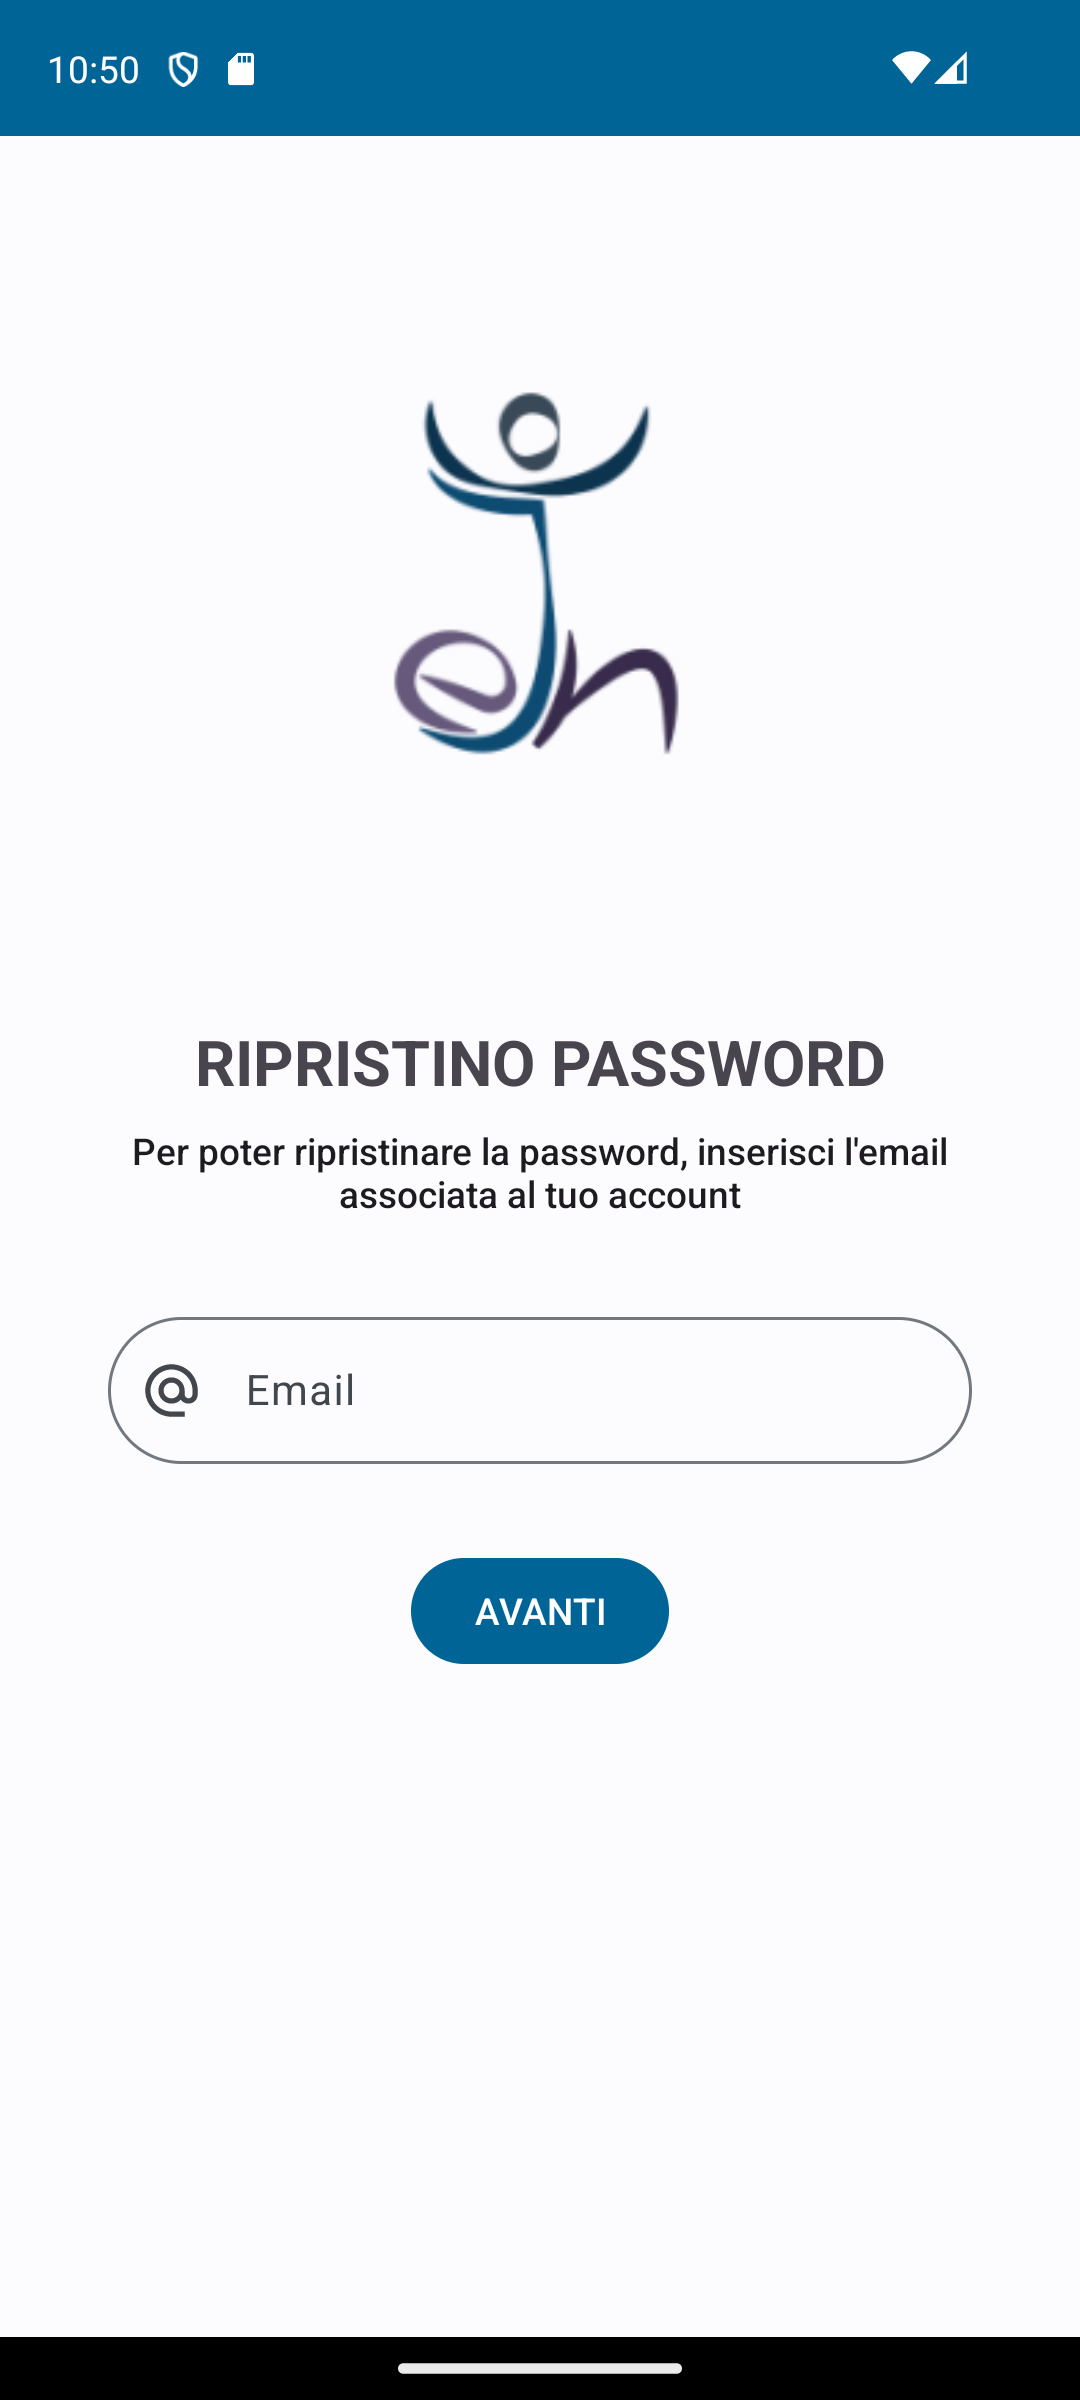 10:50
RIPRISTINO PASSWORD
Per poter ripristinare la password, inserisci l'email
associata al tuo account
Email
AVANTI